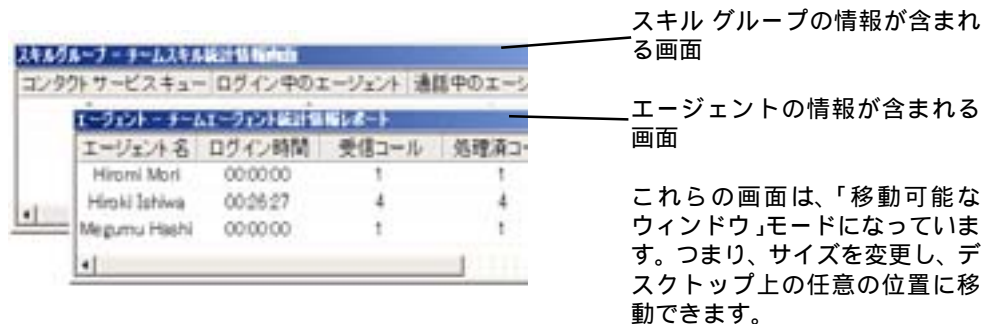 スキルグループ - チームスキル統計情報画面
コンタクト サービスキュー ログイン中のエージェント 通話中のエージ
エージェント - チームエージェント統計情報レポート
エージェント名 ログイン時間 受信コール 処理済コー
Hiromi Mori 00:00:00 1 1
Hiroki Ishiwa 00:26:27 4 4
Megumu Hashi 00:00:00 1 1
スキル グループの情報が含まれ
る画面
エージェントの情報が含まれる
画面
これらの画面は、「移動可能な
ウィンドウ」モードになっていま
す。つまり、サイズを変更し、デ
スクトップ上の任意の位置に移
動できます。